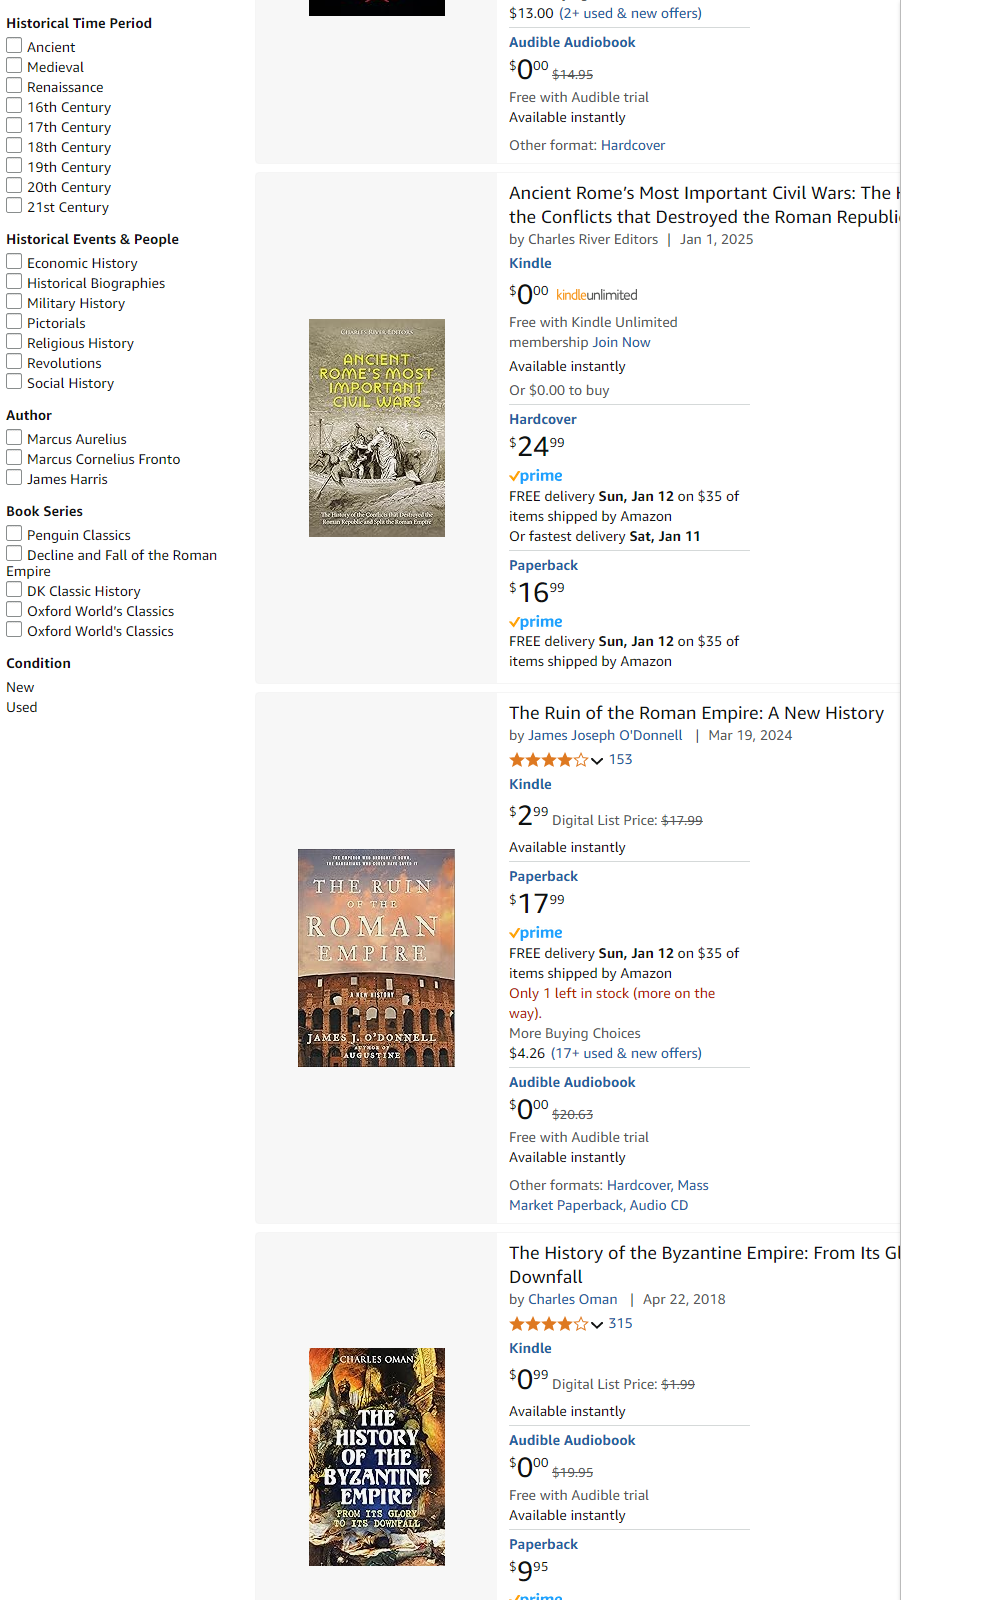 Historical Time Period
Ancient
Medieval
Renaissance
16th Century
17th Century
18th Century
19th Century
20th Century
21st Century
Historical Events & People
Economic History
Historical Biographies
Military History
Pictorials
Religious History
Revolutions
Social History
Author
Marcus Aurelius
Marcus Cornelius Fronto
James Harris
Book Series
Penguin Classics
Decline and Fall of the Roman
Empire
DK Classic History
Oxford World's Classics
Oxford World's Classics
Condition
New
Used
$13.00 (2+ used & new offers)
Audible Audiobook
$0.00 $14.95
Free with Audible trial
Available instantly
Other format: Hardcover
CHARLES RIVER EDITORS
ANCIENT
ROME'S MOST
IMPORTANT
CIVIL WARS
The History of the Conflicts that Destroyed the
Roman Republic and Split the Roman Empire
Ancient Rome's Most Important Civil Wars: The
the Conflicts that Destroyed the Roman Republi
by Charles River Editors | Jan 1, 2025
Kindle
$0.00 kindleunlimited
Free with Kindle Unlimited
membership Join Now
Available instantly
Or $0.00 to buy
Hardcover
$24.99
prime
FREE delivery Sun, Jan 12 on $35 of
items shipped by Amazon
Or fastest delivery Sat, Jan 11
Paperback
$16.99
prime
FREE delivery Sun, Jan 12 on $35 of
items shipped by Amazon
THE EMPEROR WHO BROUGHT IT DOWN,
THE BARBARIANS WHO COULD HAVE SAVED IT
THE RUIN
OF THE
ROMAN
EMPIRE
A NEW HISTORY
JAMES J. O'DONNELL
AUTHOR OF
AUGUSTINE
The Ruin of the Roman Empire: A New History
by James Joseph O'Donnell | Mar 19, 2024
153
Kindle
$2.99 Digital List Price: $17.99
Available instantly
Paperback
$17.99
prime
FREE delivery Sun, Jan 12 on $35 of
items shipped by Amazon
Only 1 left in stock (more on the
way).
More Buying Choices
$4.26 (17+ used & new offers)
Audible Audiobook
$0.00 $20.63
Free with Audible trial
Available instantly
Other formats: Hardcover, Mass
Market Paperback, Audio CD
CHARLES OMAN
THE
HISTORY
OF THE
BYZANTINE
EMPIRE
FROM ITS GLORY
TO ITS DOWNFALL
The History of the Byzantine Empire: From Its Gl
Downfall
by Charles Oman | Apr 22, 2018
315
Kindle
$0.99 Digital List Price: $1.99
Available instantly
Audible Audiobook
$0.00 $19.95
Free with Audible trial
Available instantly
Paperback
$9.95
prime